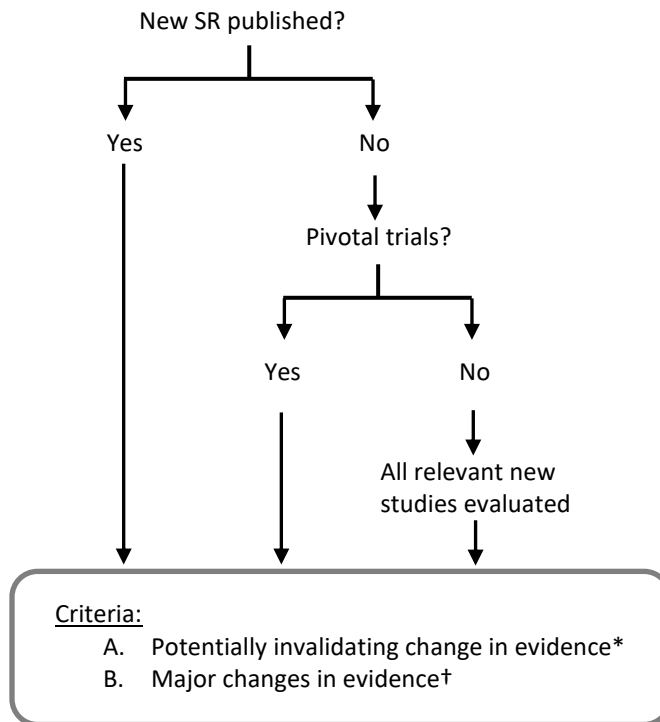 New SR published?
Yes
No
Pivotal trials?
Yes
No
All relevant new
studies evaluated
Criteria:
A. Potentially invalidating change in evidence*
B. Major changes in evidence†